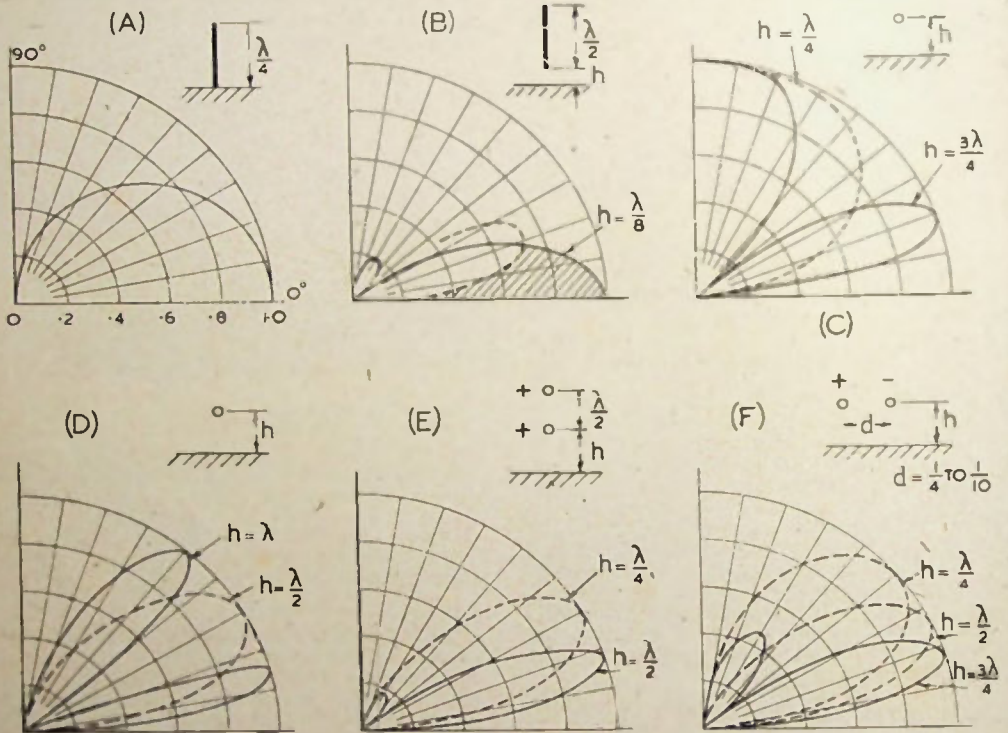 (A)
λ/4
90°
0°
0 .2 .4 .6 .8 1.0
(B)
λ/2
h
h = λ/8
h = λ/4
h
h = 3λ/4
(C)
(D)
h
h = λ
h = λ/2
(E)
+
λ/2
+
h
h = λ/4
h = λ/2
(F)
+ -
d
h
d = 1/4 TO 1/10
h = λ/4
h = λ/2
h = 3λ/4